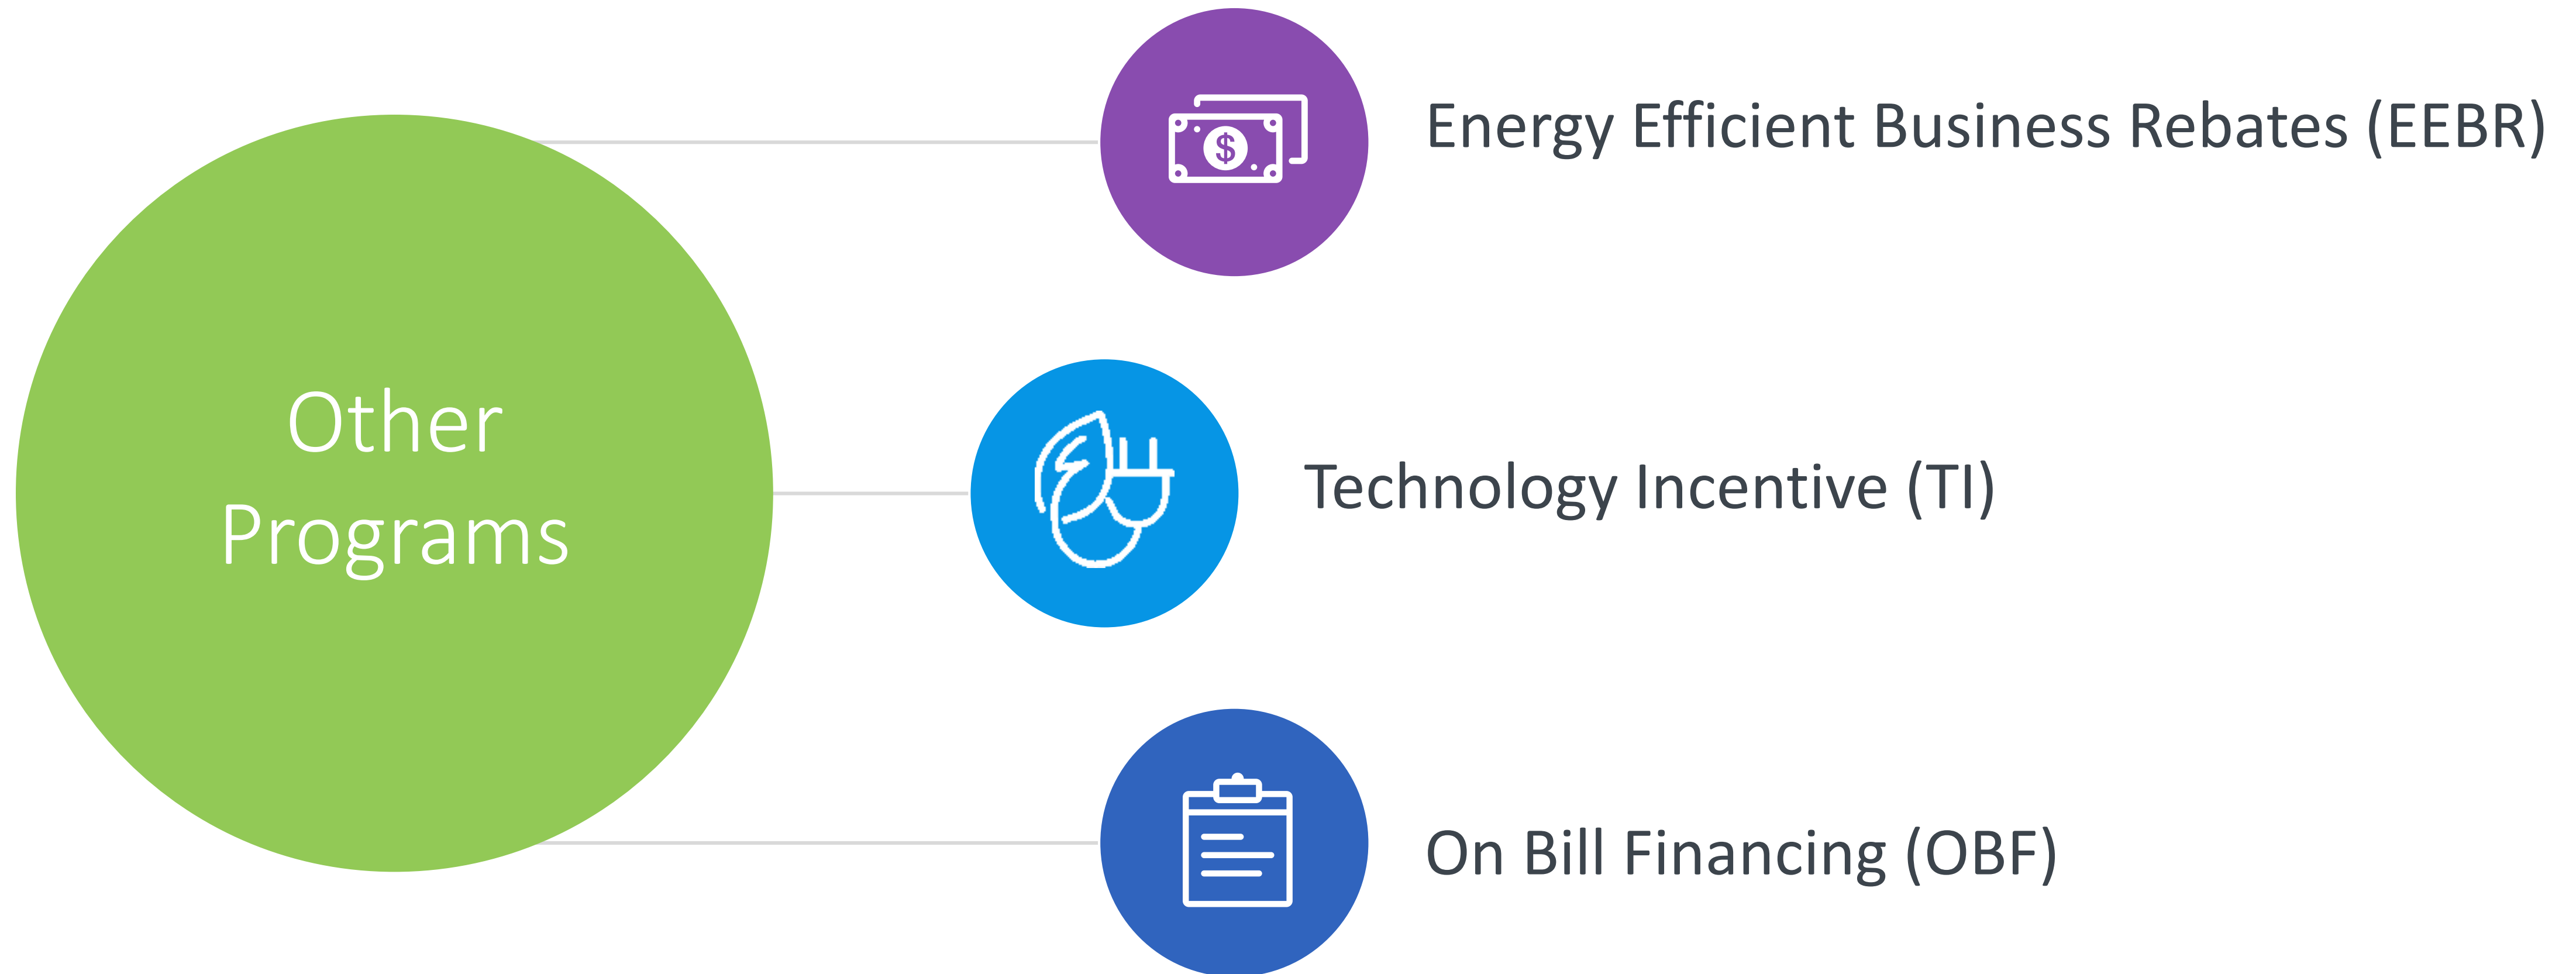 Other
Programs
Energy Efficient Business Rebates (EEBR)
Technology Incentive (TI)
On Bill Financing (OBF)